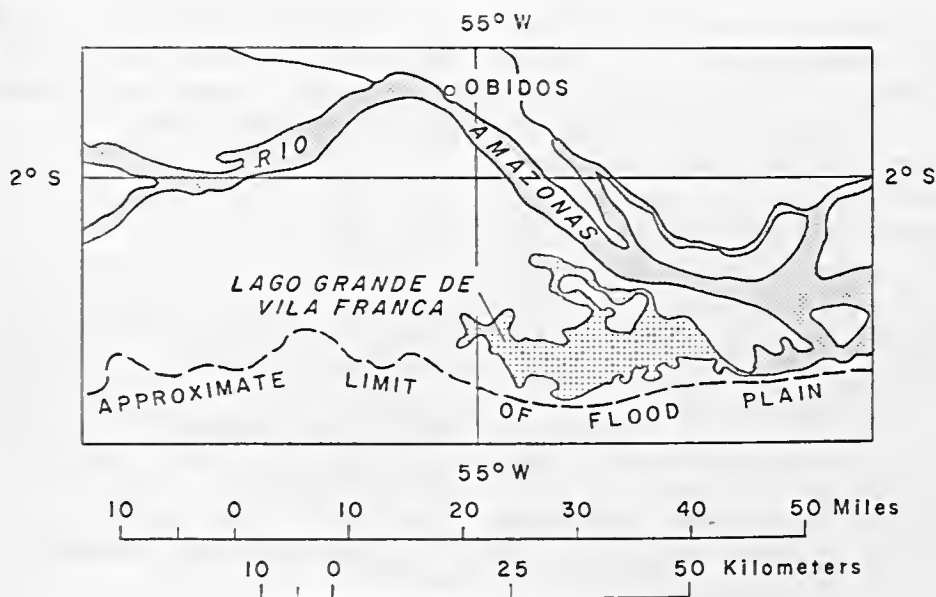 55° W
OBIDOS
RIO AMAZONAS
2° S 2° S
LAGO GRANDE DE
VILA FRANCA
APPROXIMATE LIMIT OF FLOOD PLAIN
55° W
10 0 10 20 30 40 50 Miles
10 0 25 50 Kilometers